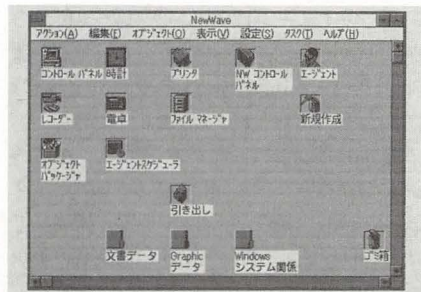 NewWave
アクション(A) 編集(E) オブジェクト(O) 表示(V) 設定(S) タスク(T) ヘルプ(H)
コントロール パネル 時計 プリンタ NW コントロール パネル エージェント
レコーダー 電卓 ファイル マネージャ 新規作成
オブジェクト パッケージャ エージェントスケジューラ
引き出し
文書データ Graphic データ Windows システム関係 ゴミ箱